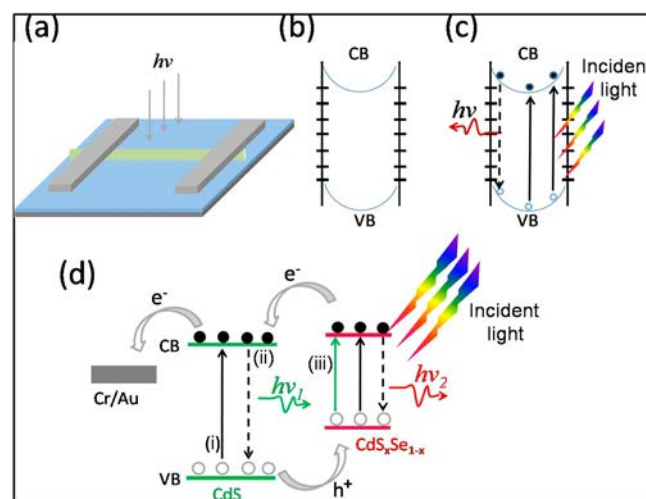 (a)
hν
(b)
CB
VB
(c)
CB
Incident
light
hν
VB
(d)
e-
e-
CB
(ii)
Cr/Au
(i)
hν1
(iii)
hν2
Incident
light
VB
CdS
h+
CdSxSe1-x